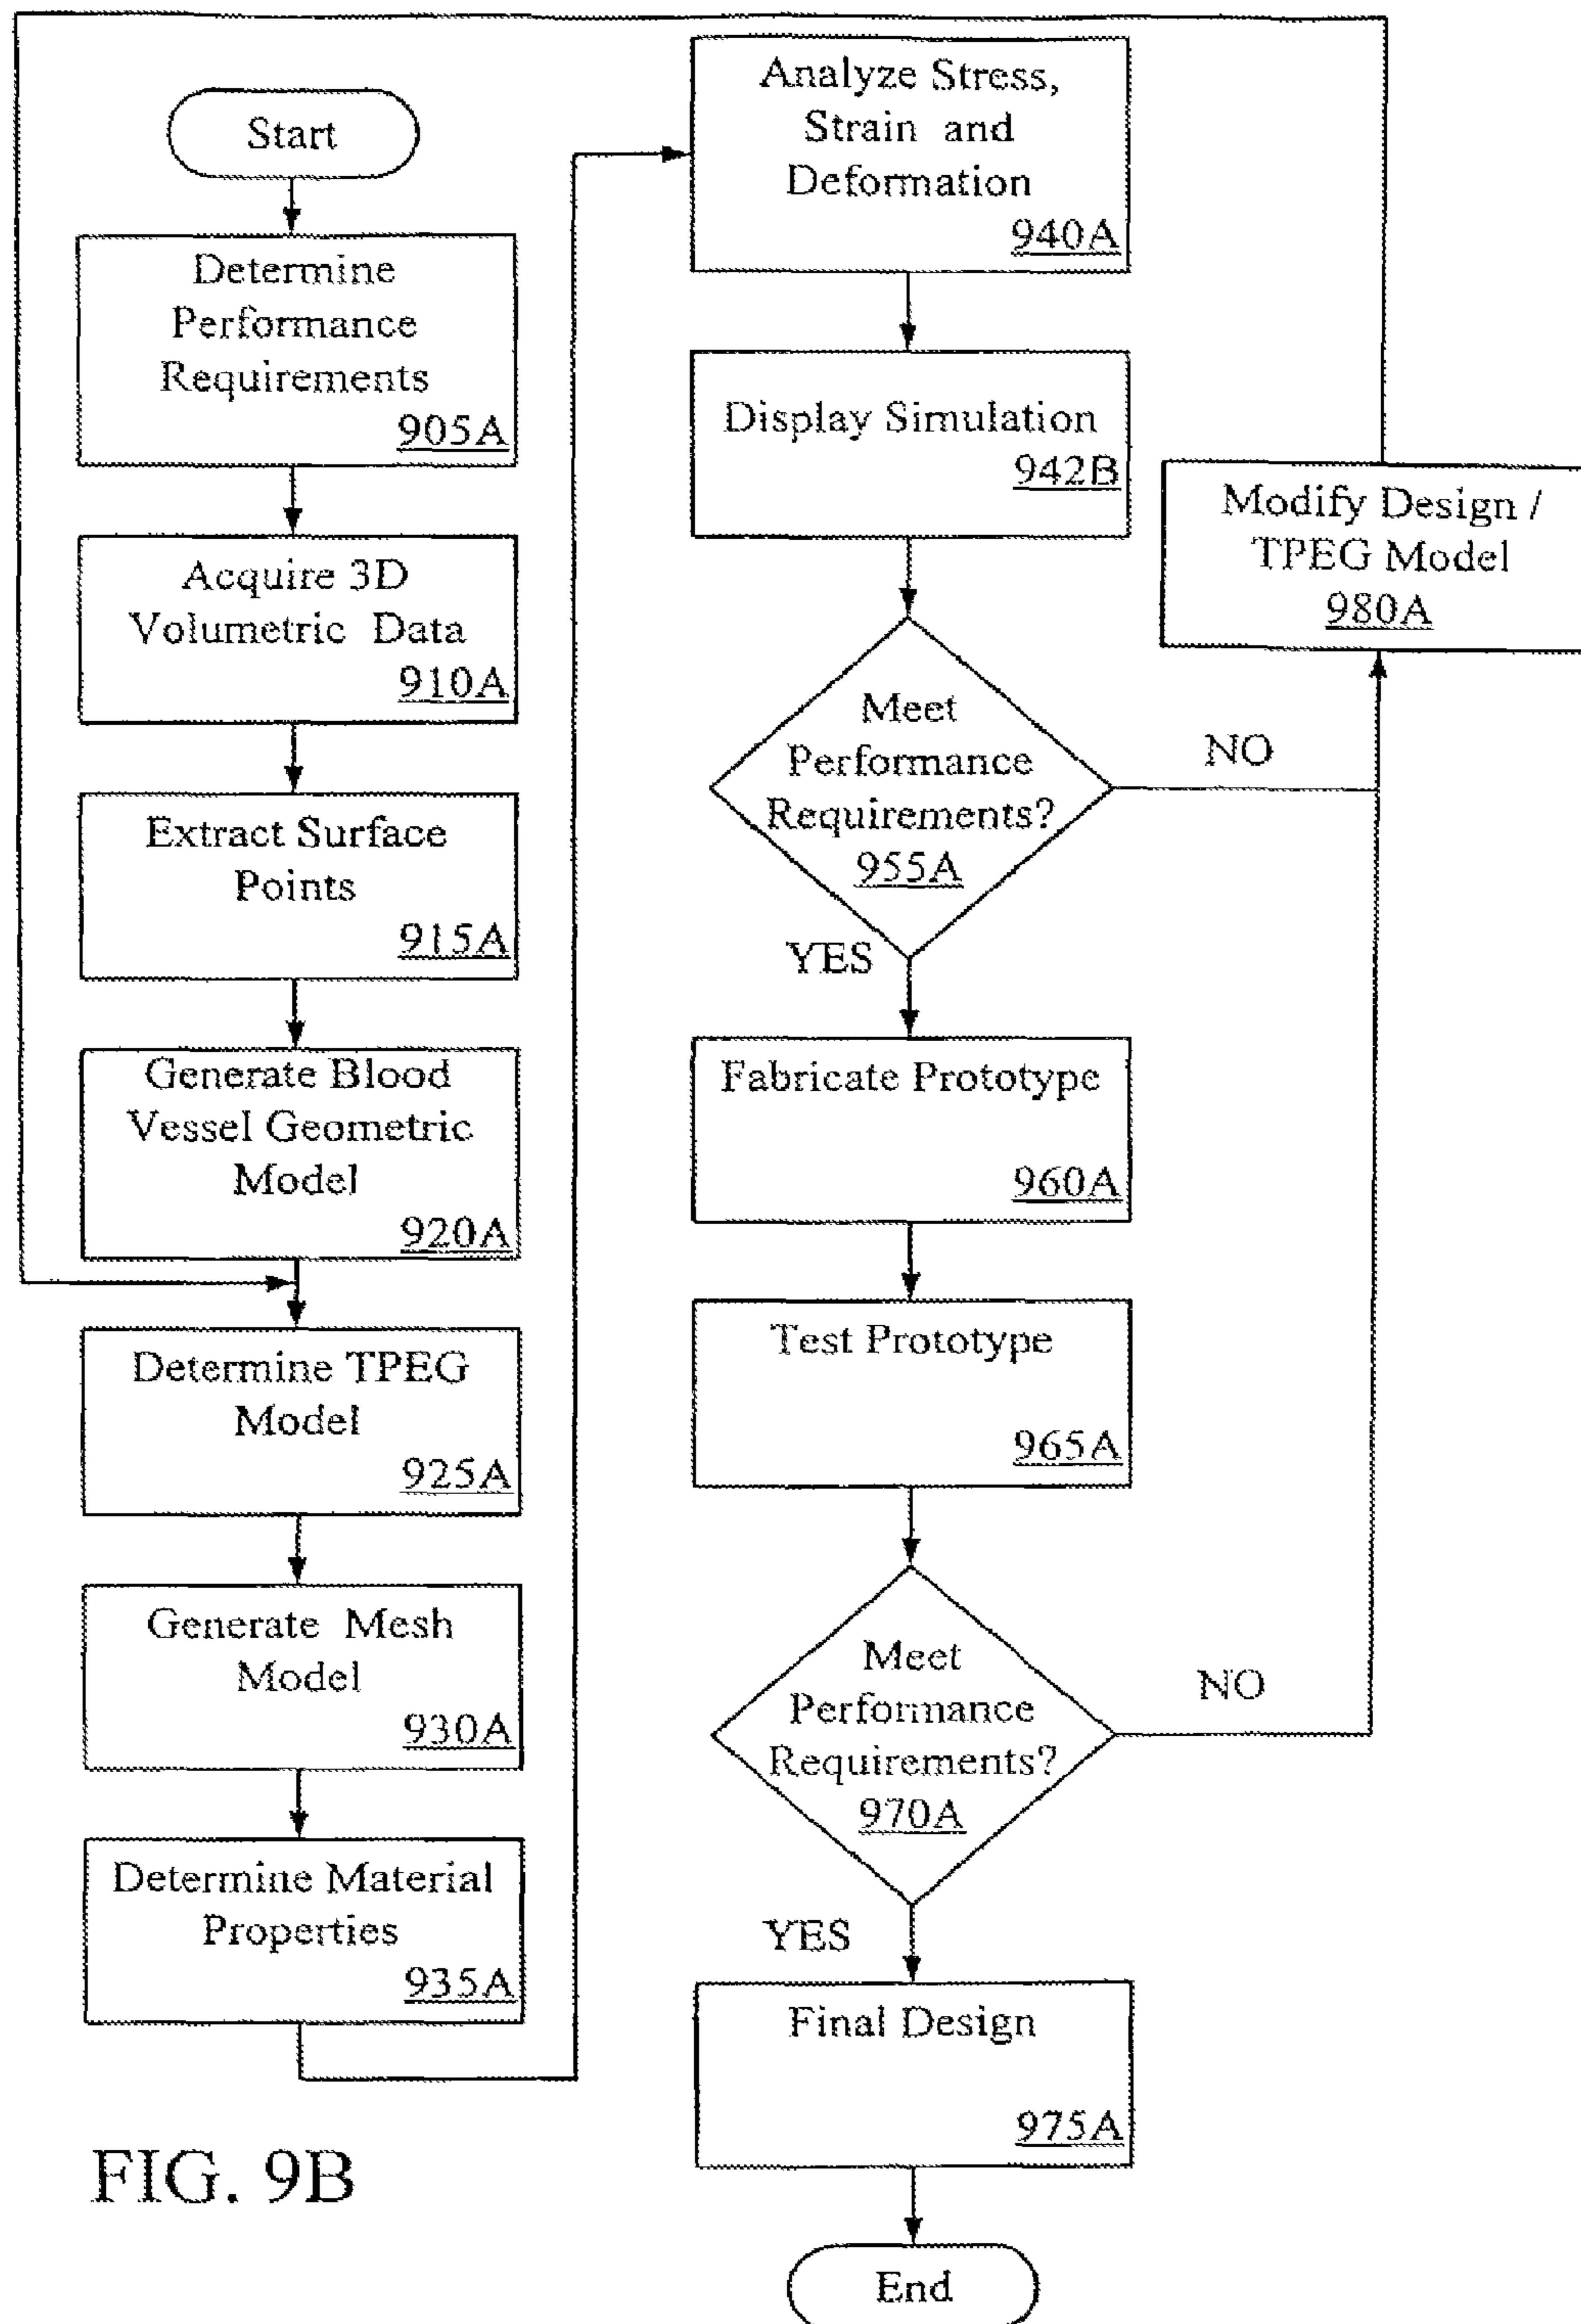 Start
Determine
Performance
Requirements
905A
Acquire 3D
Volumetric Data
910A
Extract Surface
Points
915A
Generate Blood
Vessel Geometric
Model
920A
Determine TPEG
Model
925A
Generate Mesh
Model
930A
Determine Material
Properties
935A
Analyze Stress,
Strain and
Deformation
940A
Display Simulation
942B
Meet
Performance
Requirements?
955A
NO
YES
Modify Design /
TPEG Model
980A
Fabricate Prototype
960A
Test Prototype
965A
Meet
Performance
Requirements?
970A
NO
YES
Final Design
975A
End
FIG. 9B